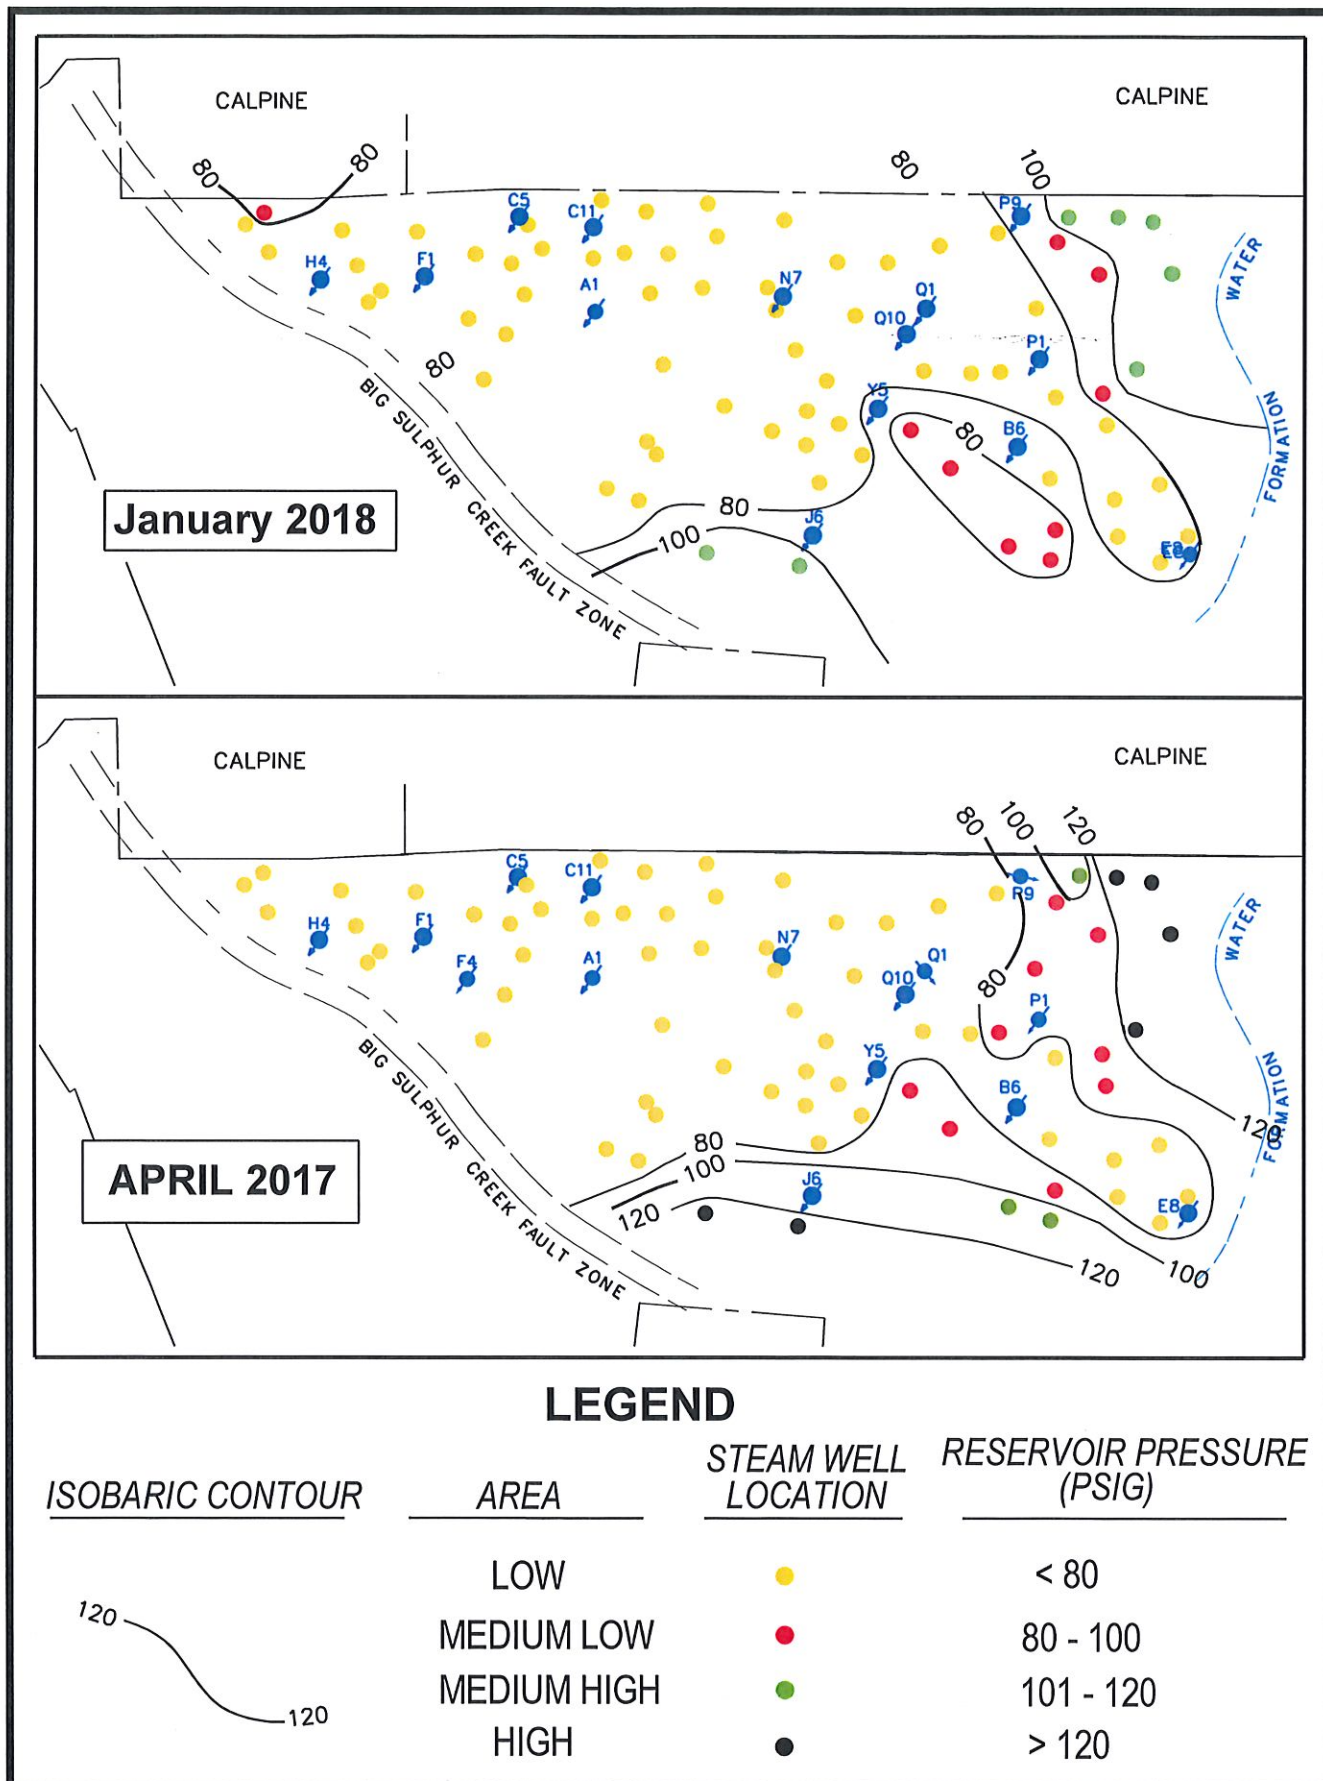 CALPINE
CALPINE
80
80
80
100
C5
C11
P9
H4
F1
A1
N7
Q1
Q10
P1
80
Y5
B6
80
WATER
FORMATION
BIG SULPHUR CREEK FAULT ZONE
January 2018
80
100
J6
CALPINE
CALPINE
80
100
120
C5
C11
R9
H4
F1
F4
A1
N7
Q10
Q1
80
P1
Y5
B6
WATER
FORMATION
BIG SULPHUR CREEK FAULT ZONE
APRIL 2017
80
100
120
J6
E8
120
120
100
LEGEND
ISOBARIC CONTOUR
AREA
STEAM WELL
LOCATION
RESERVOIR PRESSURE
(PSIG)
120
120
LOW
< 80
MEDIUM LOW
80 - 100
MEDIUM HIGH
101 - 120
HIGH
> 120